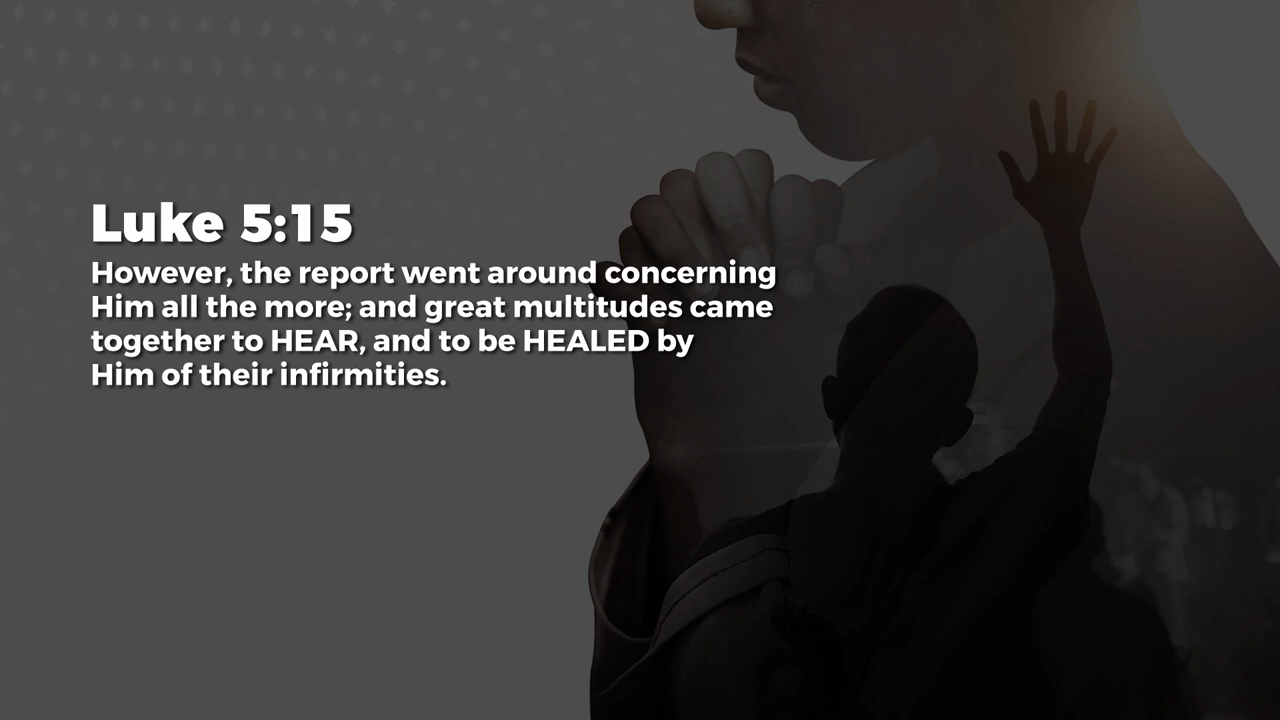 Luke 5:15
However, the report went around concerning
Him all the more; and great multitudes came
together to HEAR, and to be HEALED by
Him of their infirmities.